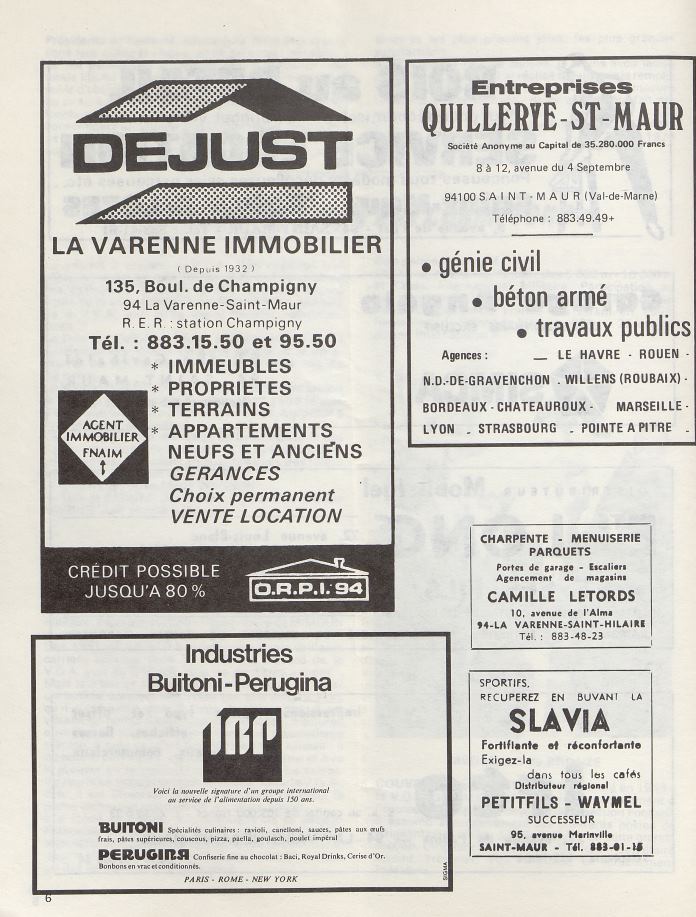 DEJUST
LA VARENNE IMMOBILIER
( Depuis 1932 )
135, Boul. de Champigny
94 La Varenne-Saint-Maur
R.E.R. : station Champigny
Tél. : 883.15.50 et 95.50
* IMMEUBLES
* PROPRIETES
* TERRAINS
* APPARTEMENTS
NEUFS ET ANCIENS
GERANCES
Choix permanent
VENTE LOCATION
AGENT
IMMOBILIER
FNAIM
CRÉDIT POSSIBLE
JUSQU'A 80 %
O.R.P.I. 94
Entreprises
QUILLERYE-ST-MAUR
Société Anonyme au Capital de 35.280.000 Francs
8 à 12, avenue du 4 Septembre
94100 SAINT-MAUR (Val-de-Marne)
Téléphone : 883.49.49+
• génie civil
• béton armé
• travaux publics
Agences : — LE HAVRE - ROUEN -
N.D.-DE-GRAVENCHON . WILLENS (ROUBAIX) -
BORDEAUX - CHATEAUROUX - MARSEILLE -
LYON - STRASBOURG - POINTE A PITRE -
CHARPENTE - MENUISERIE
PARQUETS
Portes de garage - Escaliers
Agencement de magasins
CAMILLE LETORDS
10, avenue de l'Alma
94-LA VARENNE-SAINT-HILAIRE
Tél. : 883-48-23
Industries
Buitoni-Perugina
IBP
Voici la nouvelle signature d'un groupe international
au service de l'alimentation depuis 150 ans.
BUITONI Spécialités culinaires : ravioli, canelloni, sauces, pâtes aux œufs
frais, pâtes supérieures, couscous, pizza, paella, goulasch, poulet impérial
PERUGINA Confiserie fine au chocolat : Baci, Royal Drinks, Cerise d'Or.
Bonbons en vrac et conditionnés.
PARIS - ROME - NEW YORK
SIGMA
SPORTIFS,
RECUPEREZ EN BUVANT LA
SLAVIA
Fortifiante et réconfortante
Exigez-la
dans tous les cafés
Distributeur régional
PETITFILS - WAYMEL
SUCCESSEUR
95, avenue Marinville
SAINT-MAUR - Tél. 883-01-15
6